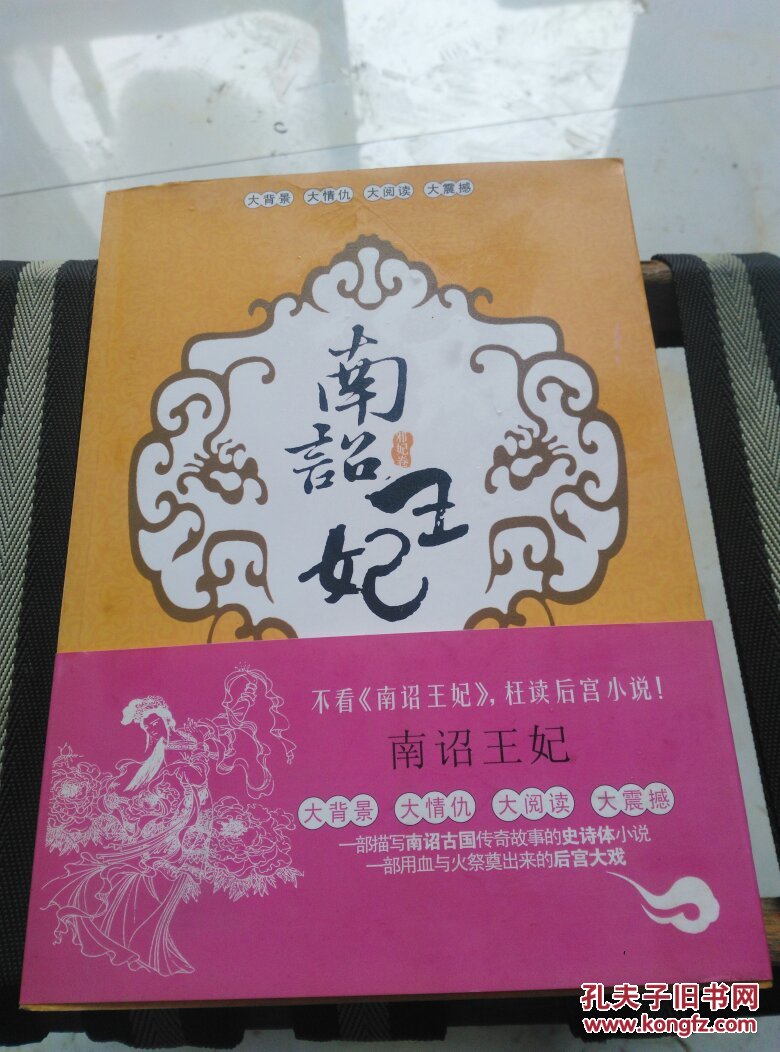 大背景 大情仇 大阅读 大震撼
南
詔
妃卷
王
妃
不看《南诏王妃》，枉读后宫小说！
南诏王妃
大背景 大情仇 大阅读 大震撼
一部描写南诏古国传奇故事的史诗体小说
一部用血与火祭奠出来的后宫大戏
孔夫子旧书网
www.kongfz.com